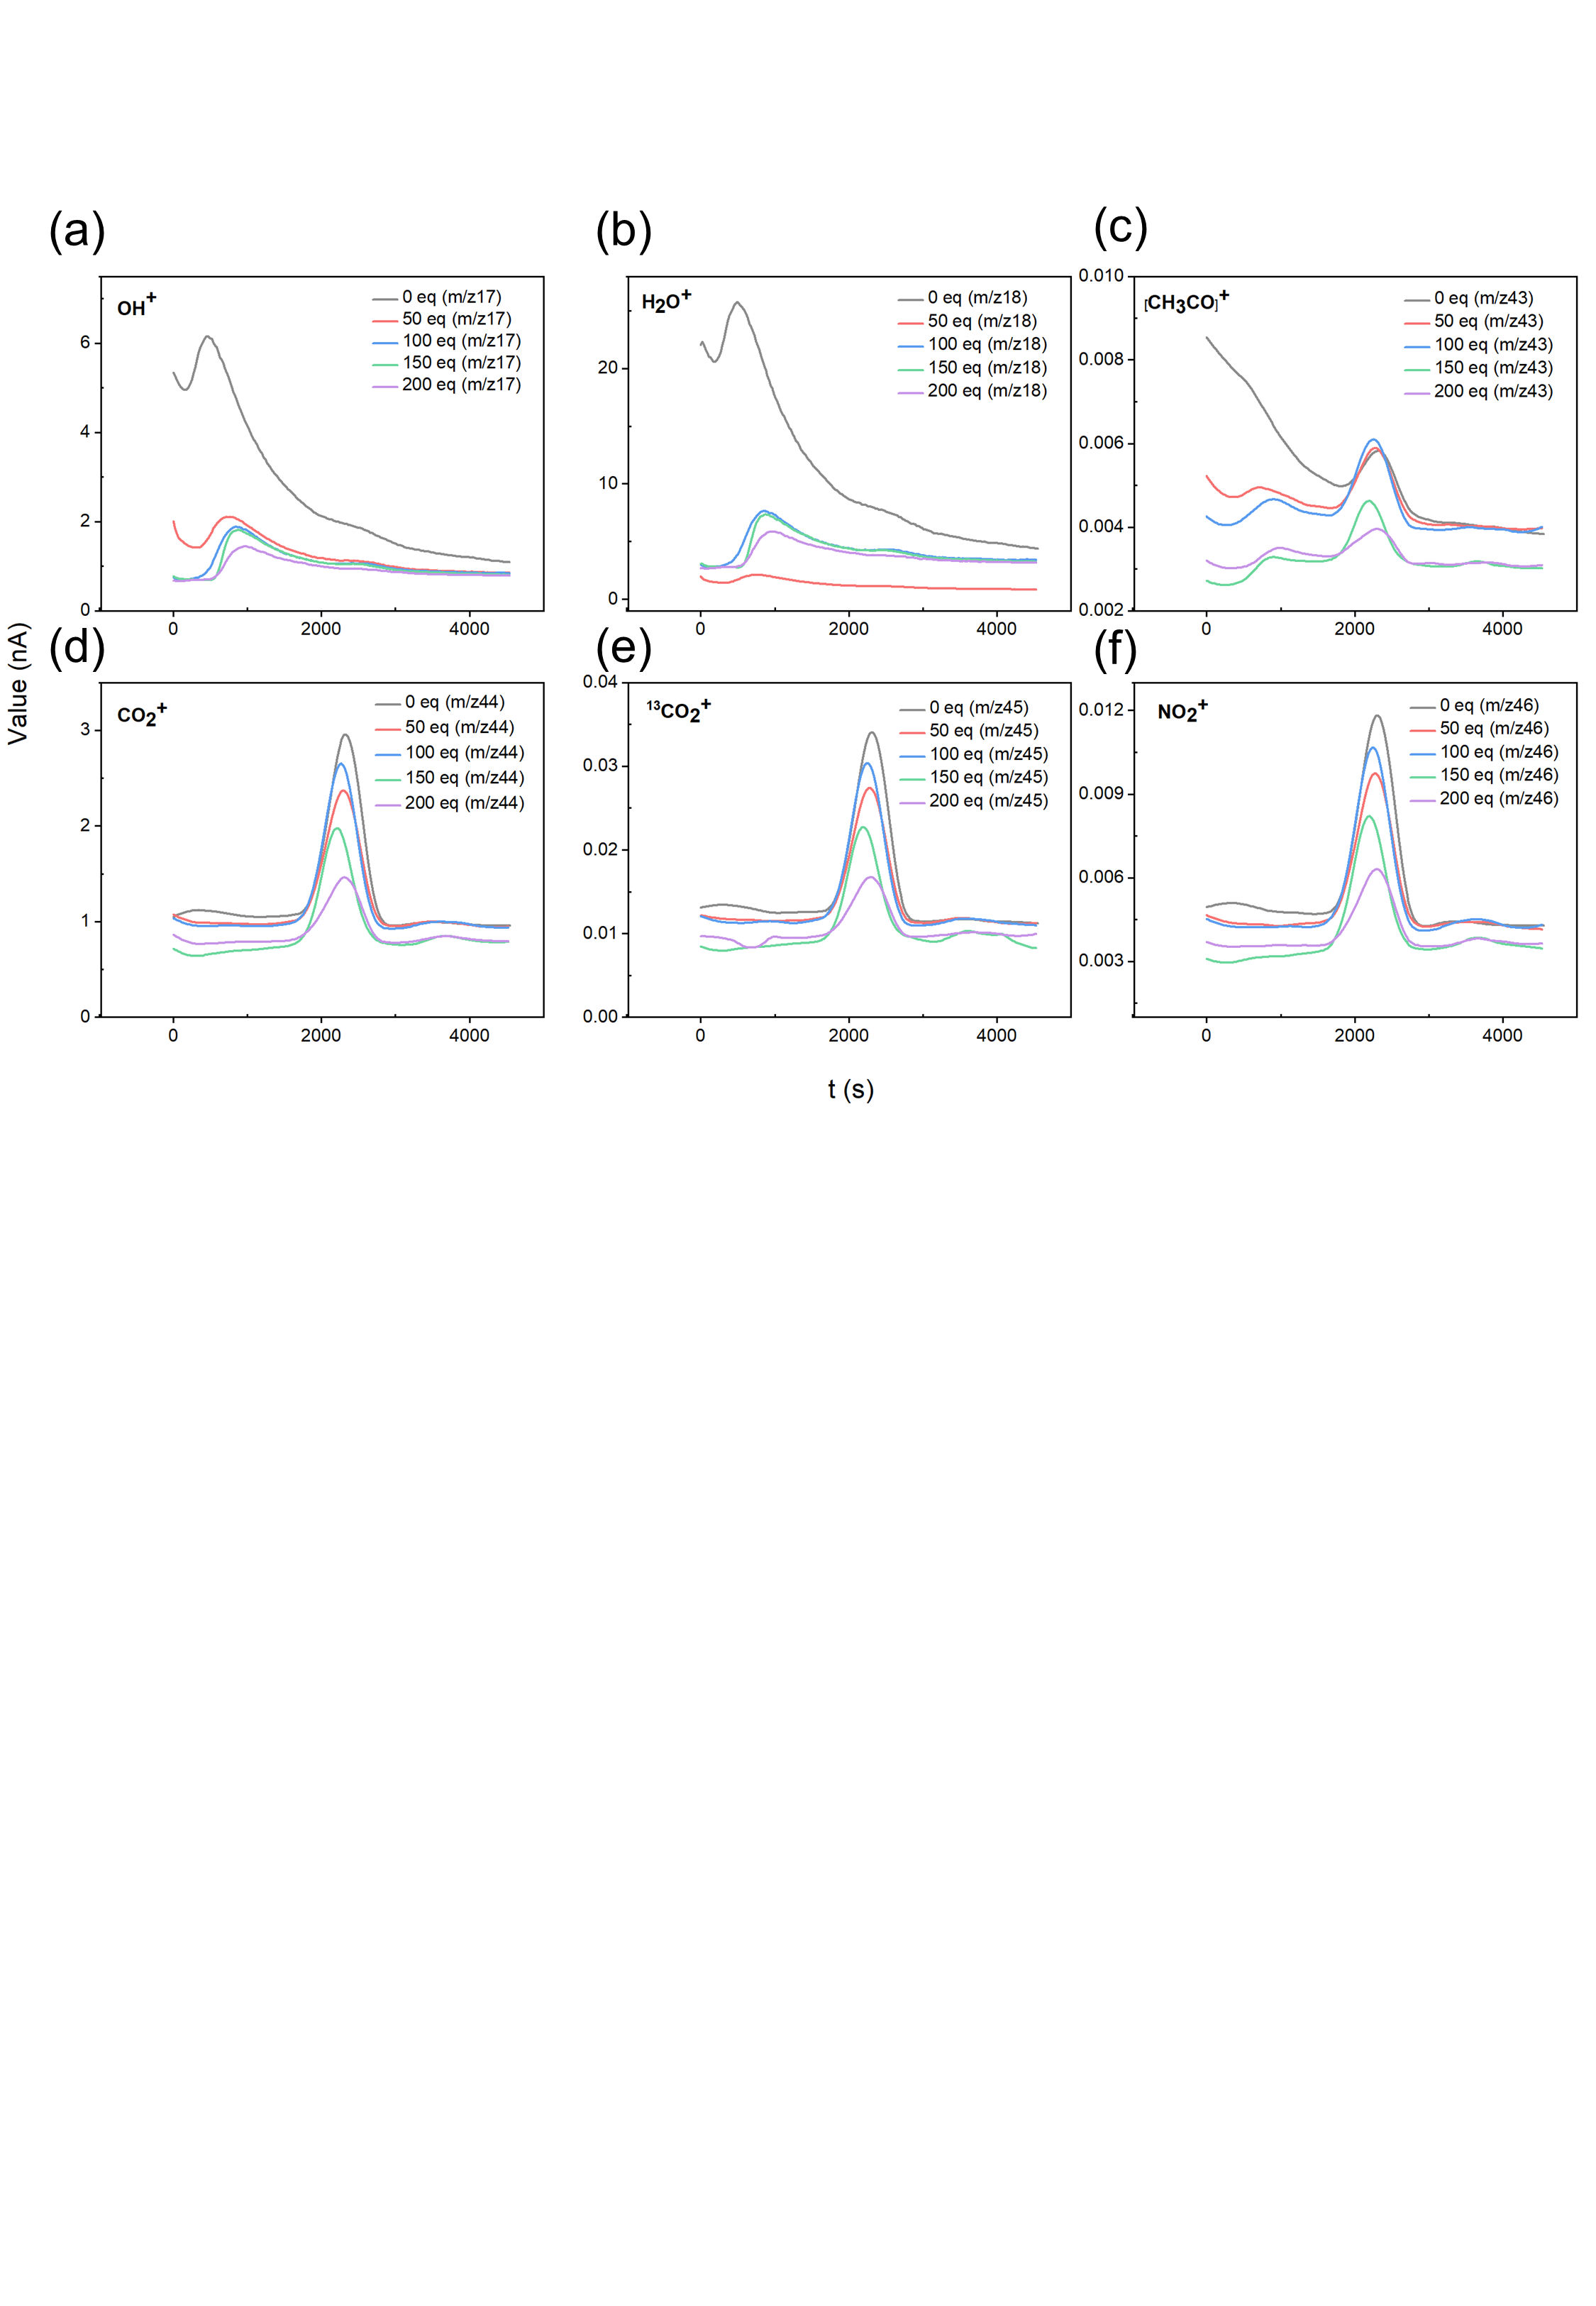 (a)
OH+
0 eq (m/z17)
50 eq (m/z17)
100 eq (m/z17)
150 eq (m/z17)
200 eq (m/z17)
6
4
2
0
0 2000 4000
(b)
H2O+
0 eq (m/z18)
50 eq (m/z18)
100 eq (m/z18)
150 eq (m/z18)
200 eq (m/z18)
20
10
0
0 2000 4000
(c)
[CH3CO]+
0 eq (m/z43)
50 eq (m/z43)
100 eq (m/z43)
150 eq (m/z43)
200 eq (m/z43)
0.010
0.008
0.006
0.004
0.002
0 2000 4000
Value (nA)
(d)
CO2+
0 eq (m/z44)
50 eq (m/z44)
100 eq (m/z44)
150 eq (m/z44)
200 eq (m/z44)
3
2
1
0
0 2000 4000
(e)
13CO2+
0 eq (m/z45)
50 eq (m/z45)
100 eq (m/z45)
150 eq (m/z45)
200 eq (m/z45)
0.04
0.03
0.02
0.01
0.00
0 2000 4000
(f)
NO2+
0 eq (m/z46)
50 eq (m/z46)
100 eq (m/z46)
150 eq (m/z46)
200 eq (m/z46)
0.012
0.009
0.006
0.003
0 2000 4000
t (s)